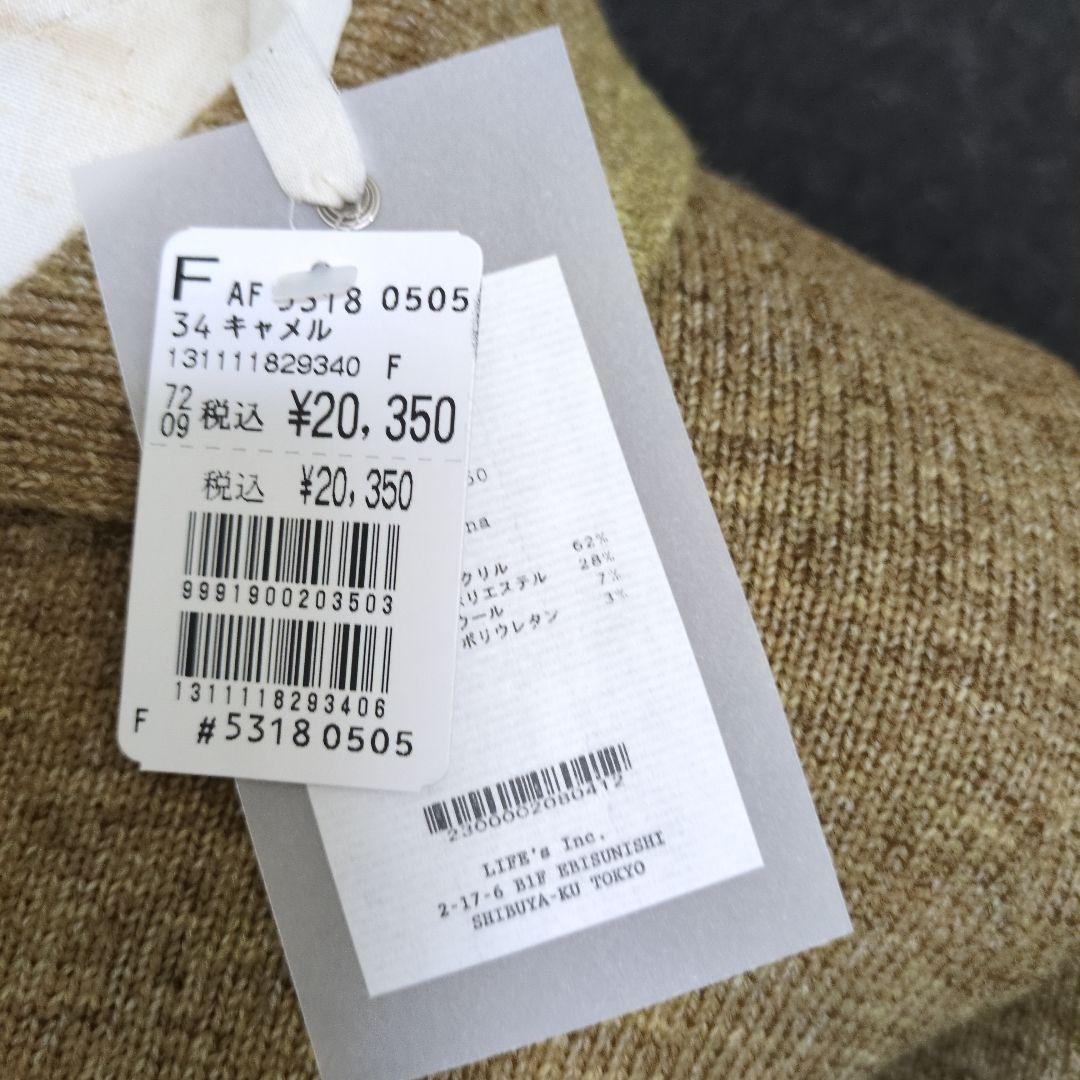 F AF 5318 0505
34 キャメル
131111829340 F
72
09 税込 ¥20,350
税込 ¥20,350
9991900203503
1311118293406
F #53180505
50
na
クリル 62%
リエステル 28%
ウール 7%
ポリウレタン 3%
2300002080412
LIFE's Inc.
2-17-6 B1F EBISUNISHI
SHIBUYA-KU TOKYO